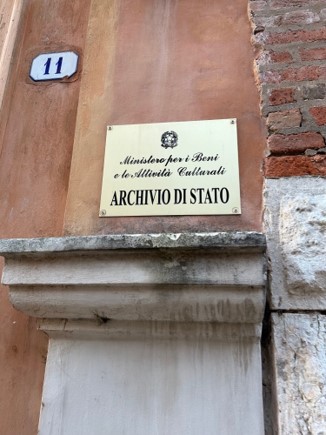 11
Ministero per i Beni
e le Attività Culturali
ARCHIVIO DI STATO